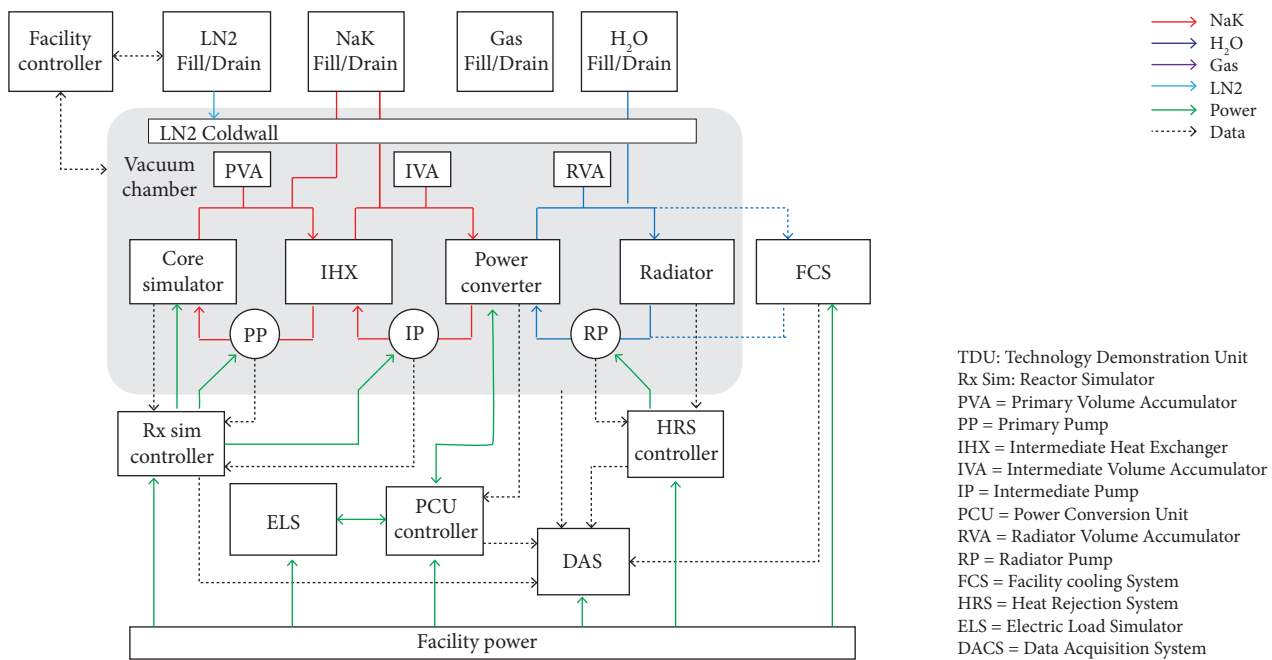 Facility
controller
LN2
Fill/Drain
NaK
Fill/Drain
Gas
Fill/Drain
H₂O
Fill/Drain
NaK
H₂O
Gas
LN2
Power
Data
LN2 Coldwall
Vacuum
chamber
PVA
IVA
RVA
Core
simulator
IHX
Power
converter
Radiator
FCS
PP
IP
RP
Rx sim
controller
HRS
controller
ELS
PCU
controller
DAS
Facility power
TDU: Technology Demonstration Unit
Rx Sim: Reactor Simulator
PVA = Primary Volume Accumulator
PP = Primary Pump
IHX = Intermediate Heat Exchanger
IVA = Intermediate Volume Accumulator
IP = Intermediate Pump
PCU = Power Conversion Unit
RVA = Radiator Volume Accumulator
RP = Radiator Pump
FCS = Facility cooling System
HRS = Heat Rejection System
ELS = Electric Load Simulator
DACS = Data Acquisition System